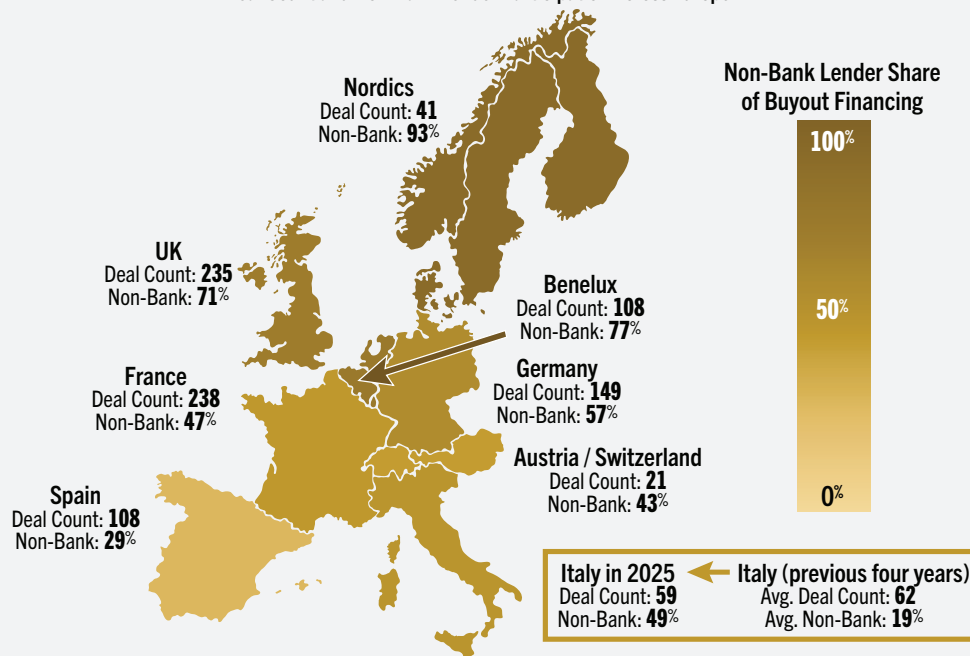 Nordics
Deal Count: 41
Non-Bank: 93%
Non-Bank Lender Share
of Buyout Financing
100%
50%
0%
UK
Deal Count: 235
Non-Bank: 71%
Benelux
Deal Count: 108
Non-Bank: 77%
France
Deal Count: 238
Non-Bank: 47%
Germany
Deal Count: 149
Non-Bank: 57%
Austria / Switzerland
Deal Count: 21
Non-Bank: 43%
Spain
Deal Count: 108
Non-Bank: 29%
Italy in 2025
Deal Count: 59
Non-Bank: 49%
Italy (previous four years)
Avg. Deal Count: 62
Avg. Non-Bank: 19%